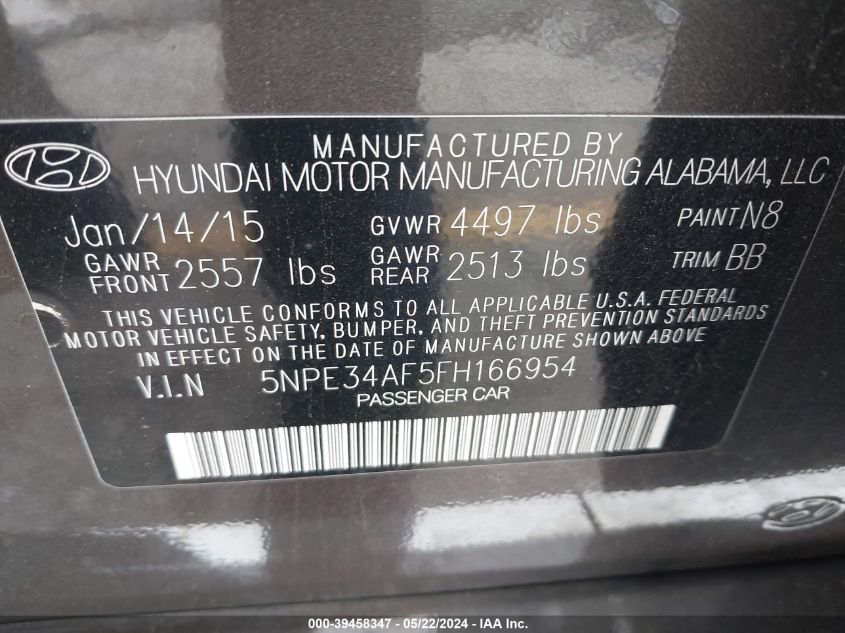 MANUFACTURED BY
HYUNDAI MOTOR MANUFACTURING ALABAMA, LLC
Jan/14/15 GVWR 4497 lbs PAINT N8
GAWR FRONT 2557 lbs GAWR REAR 2513 lbs TRIM BB
THIS VEHICLE CONFORMS TO ALL APPLICABLE U.S.A. FEDERAL
MOTOR VEHICLE SAFETY, BUMPER, AND THEFT PREVENTION STANDARDS
IN EFFECT ON THE DATE OF MANUFACTURE SHOWN ABOVE
V.I.N 5NPE34AF5FH166954
PASSENGER CAR
000-39458347 - 05/22/2024 - IAA Inc.